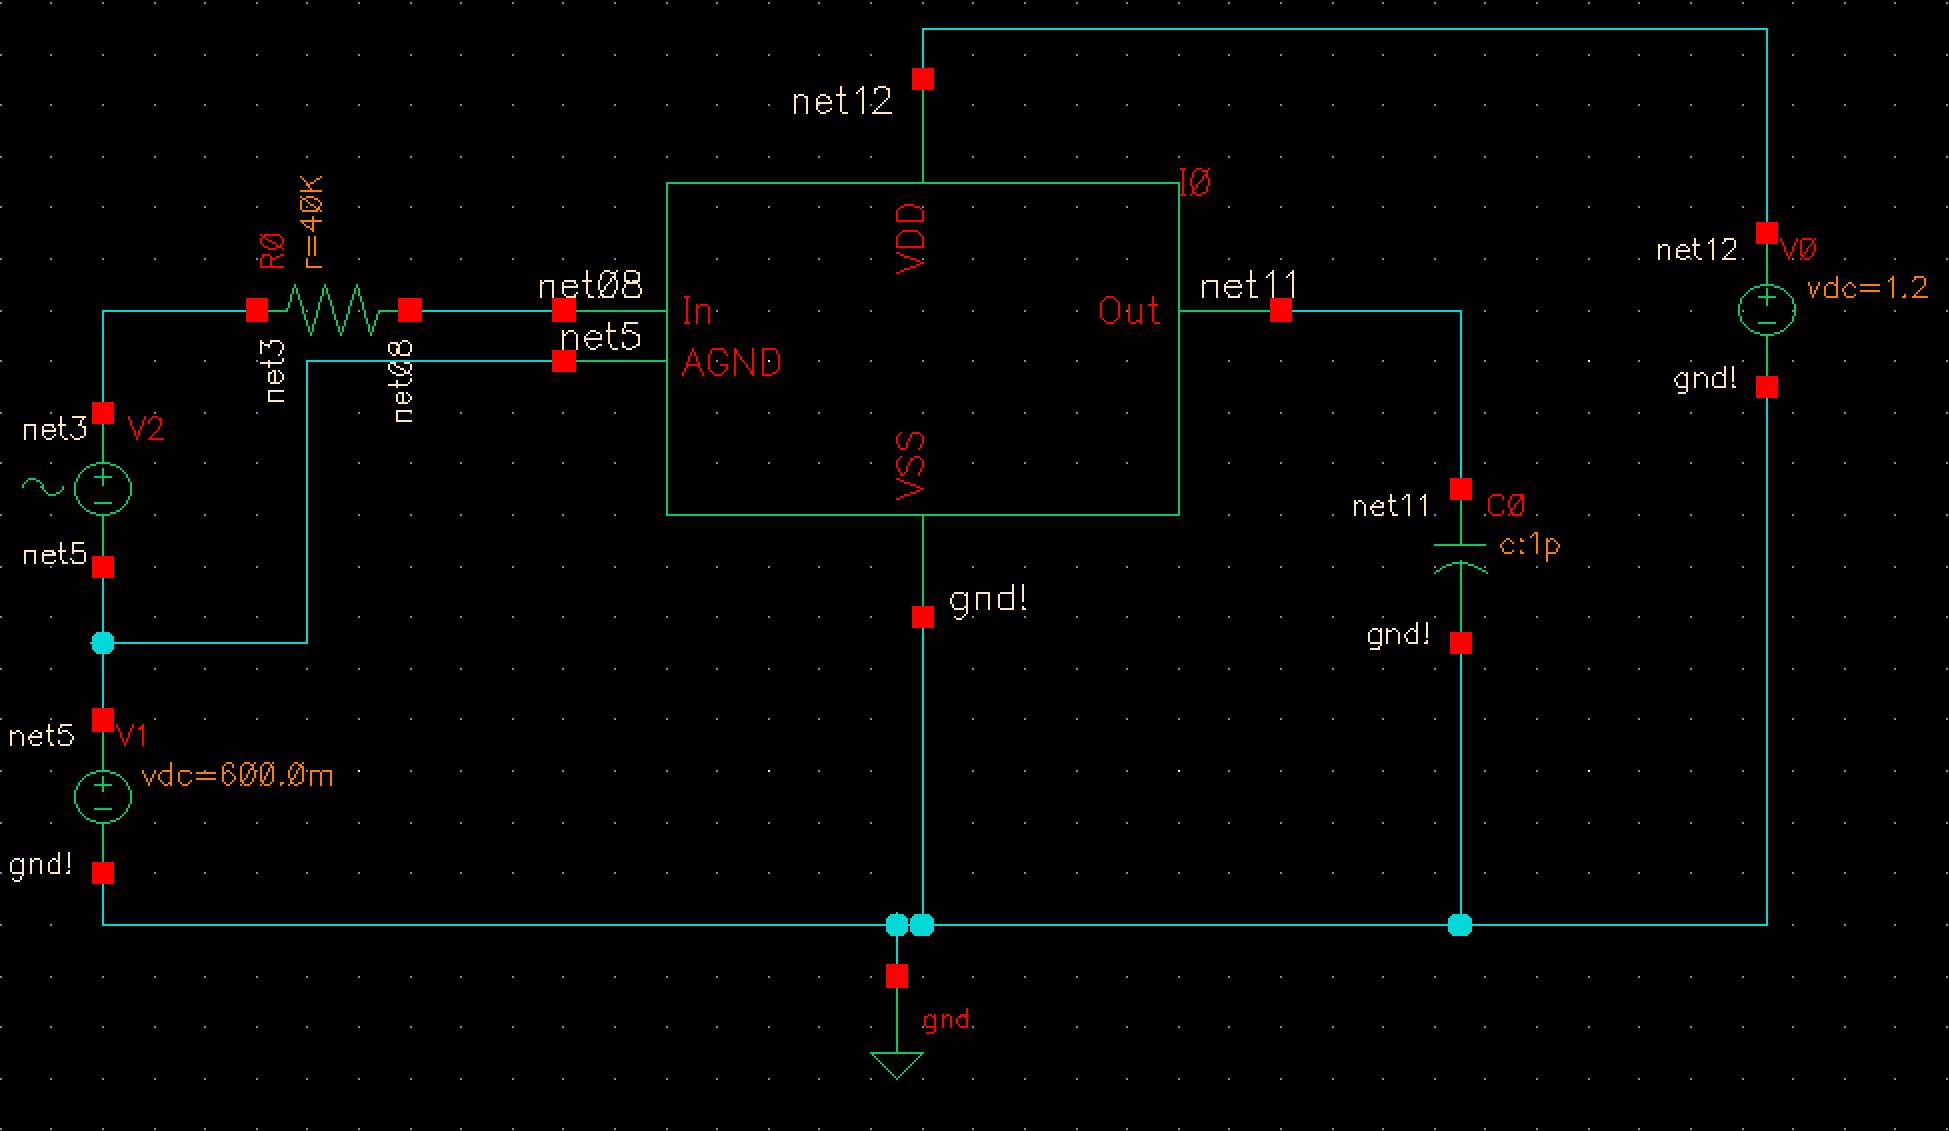 net12
I0
VDD
R0
r=40K
net08
net12
V0
vdc=1.2
In
Out
net11
net5
AGND
net3
net08
gnd!
net3
V2
VSS
net11
C0
c:1p
net5
gnd!
gnd!
net5
V1
vdc=600.0m
gnd!
gnd